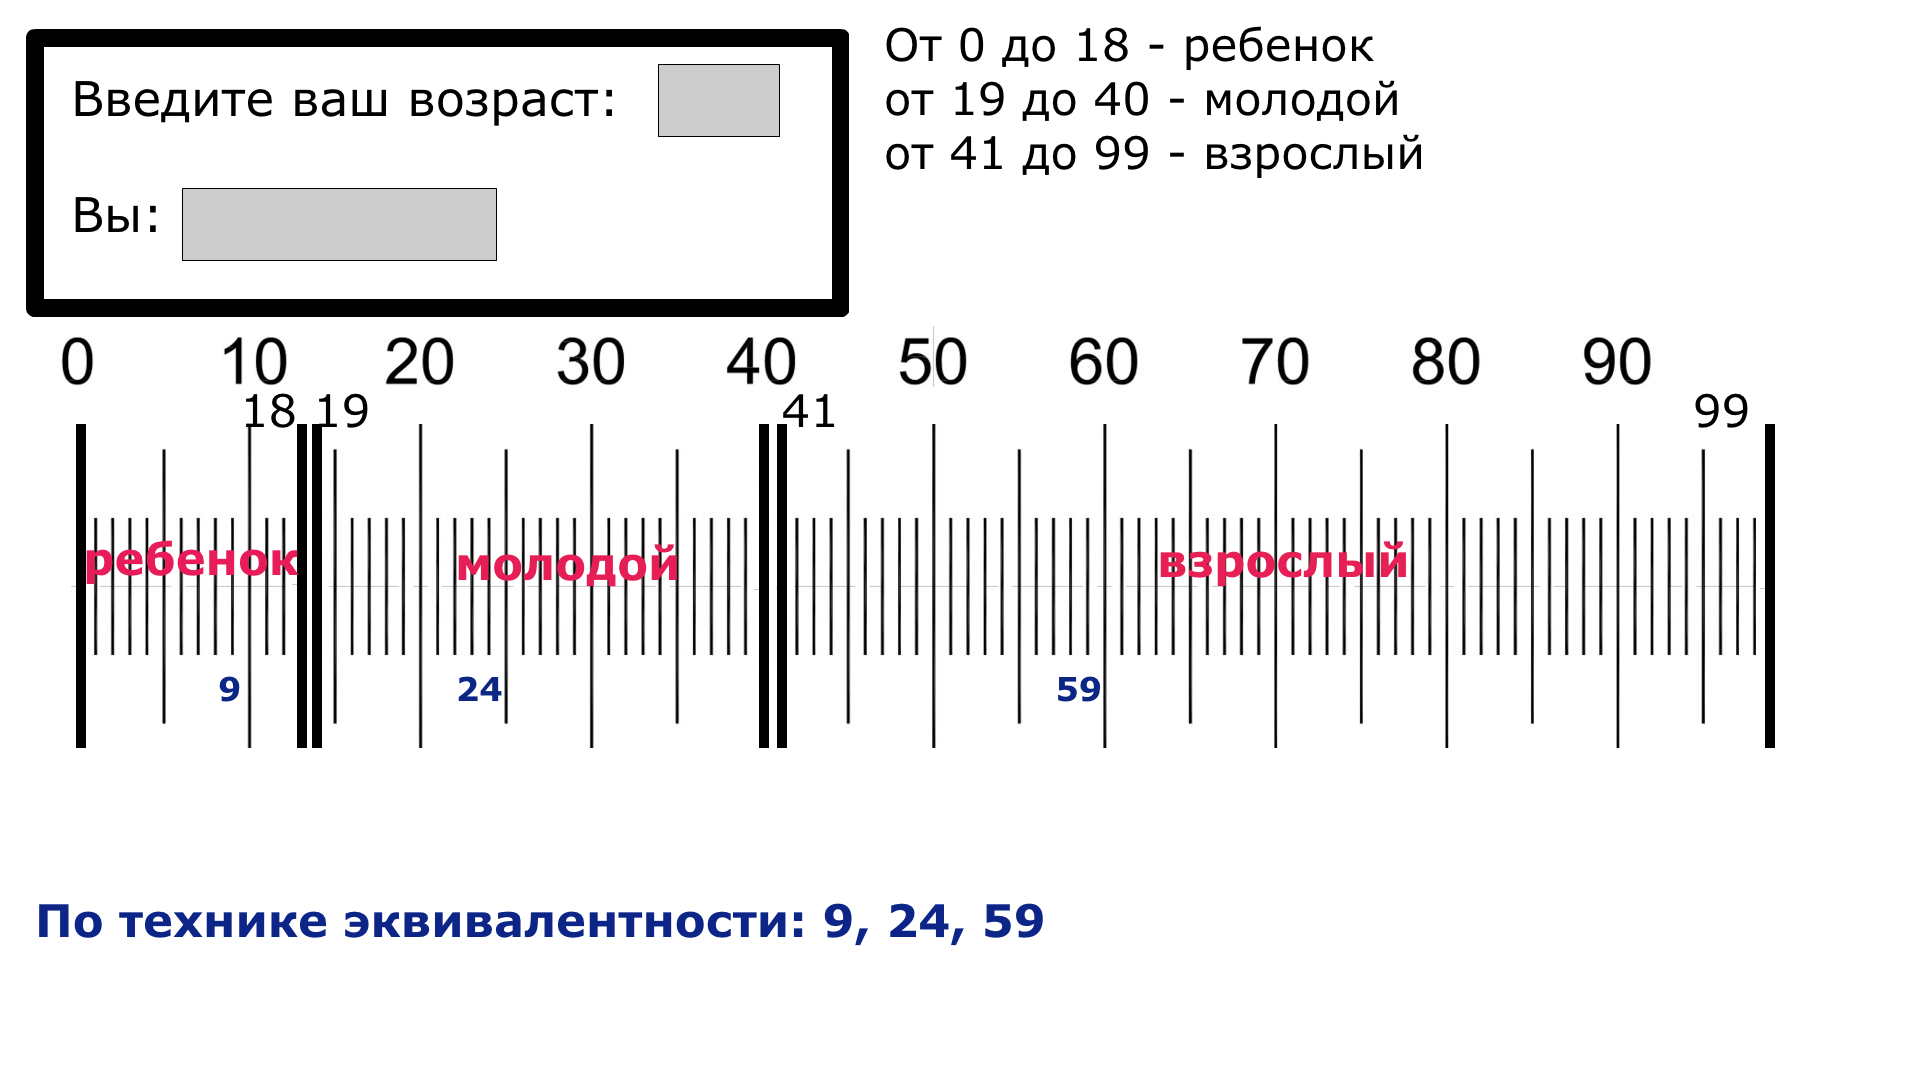 Введите ваш возраст:
Вы:
От 0 до 18 - ребенок
от 19 до 40 - молодой
от 41 до 99 - взрослый
0 10 20 30 40 50 60 70 80 90
18 19 41 99
ребенок молодой взрослый
9 24 59
По технике эквивалентности: 9, 24, 59